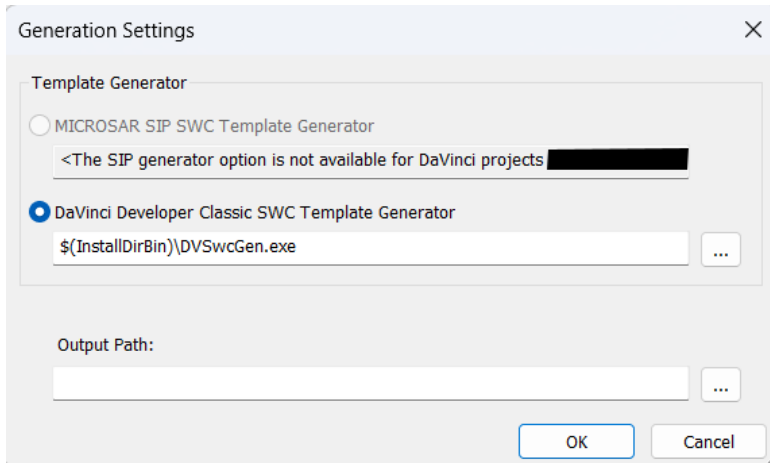 Generation Settings
Template Generator
MICROSAR SIP SWC Template Generator
<The SIP generator option is not available for DaVinci projects
DaVinci Developer Classic SWC Template Generator
$(InstallDirBin)\DVSwcGen.exe
...
Output Path:
...
OK
Cancel